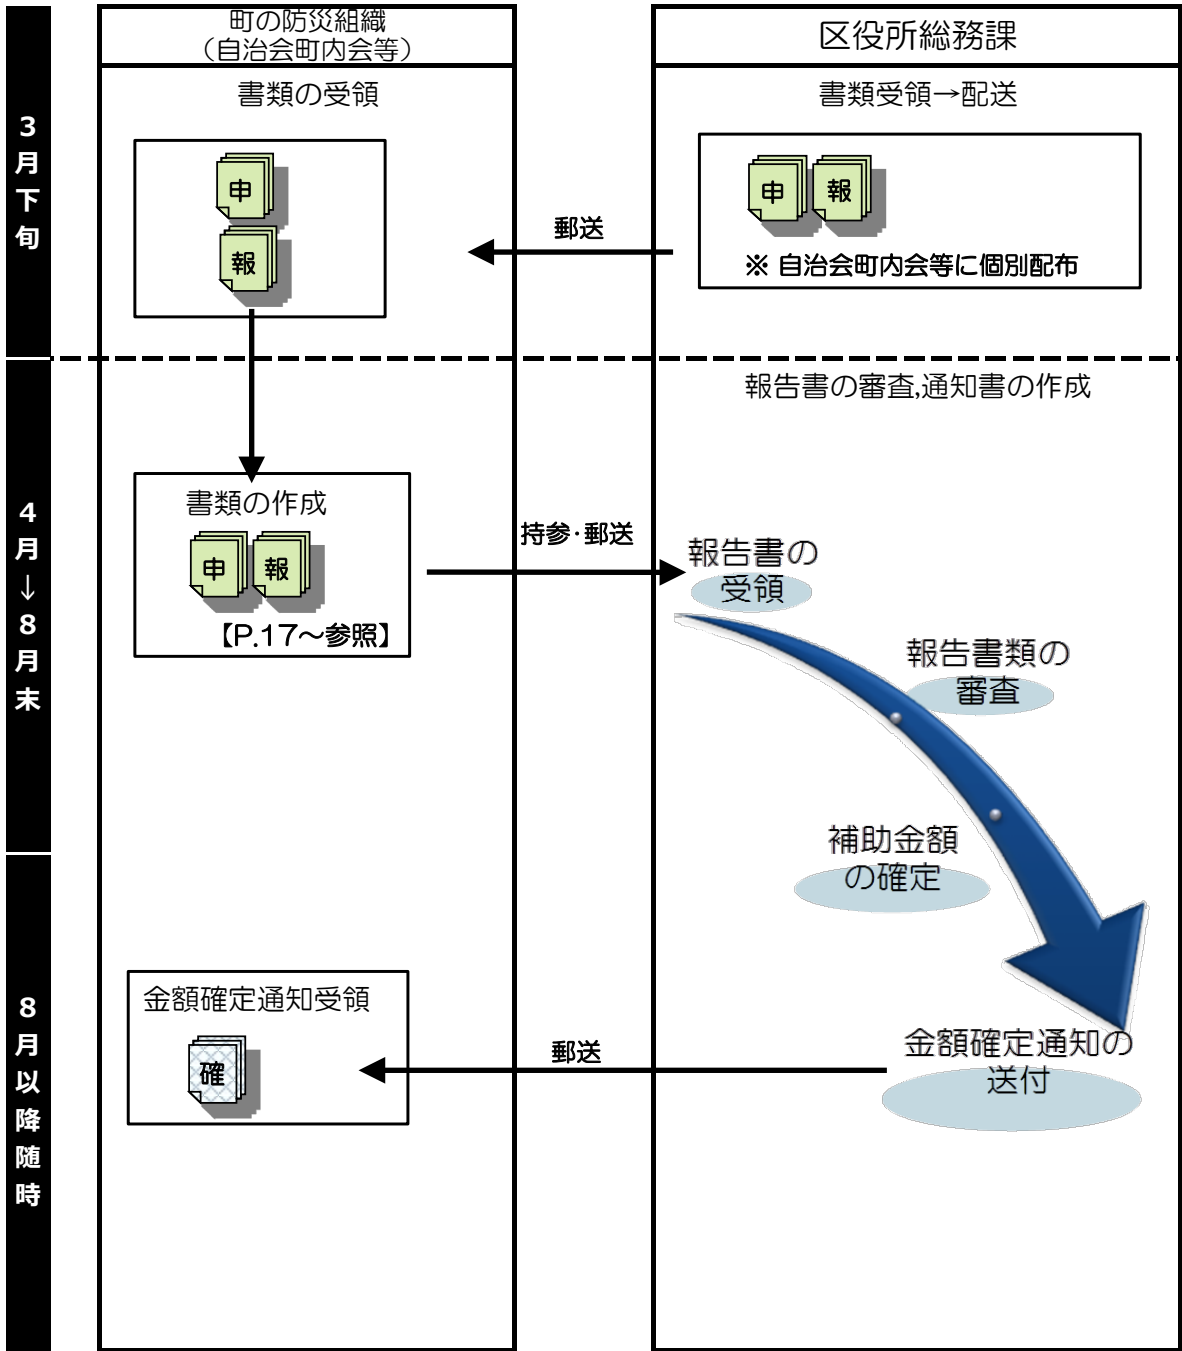 町の防災組織
（自治会町内会等）
区役所総務課
3月下旬
書類の受領
申
報
郵送
書類受領→配送
申 報
※ 自治会町内会等に個別配布
4月↓8月末
報告書の審査,通知書の作成
書類の作成
申 報
【P.17～参照】
持参・郵送
報告書の
受領
報告書類の
審査
補助金額
の確定
8月以降随時
金額確定通知受領
確
郵送
金額確定通知の
送付